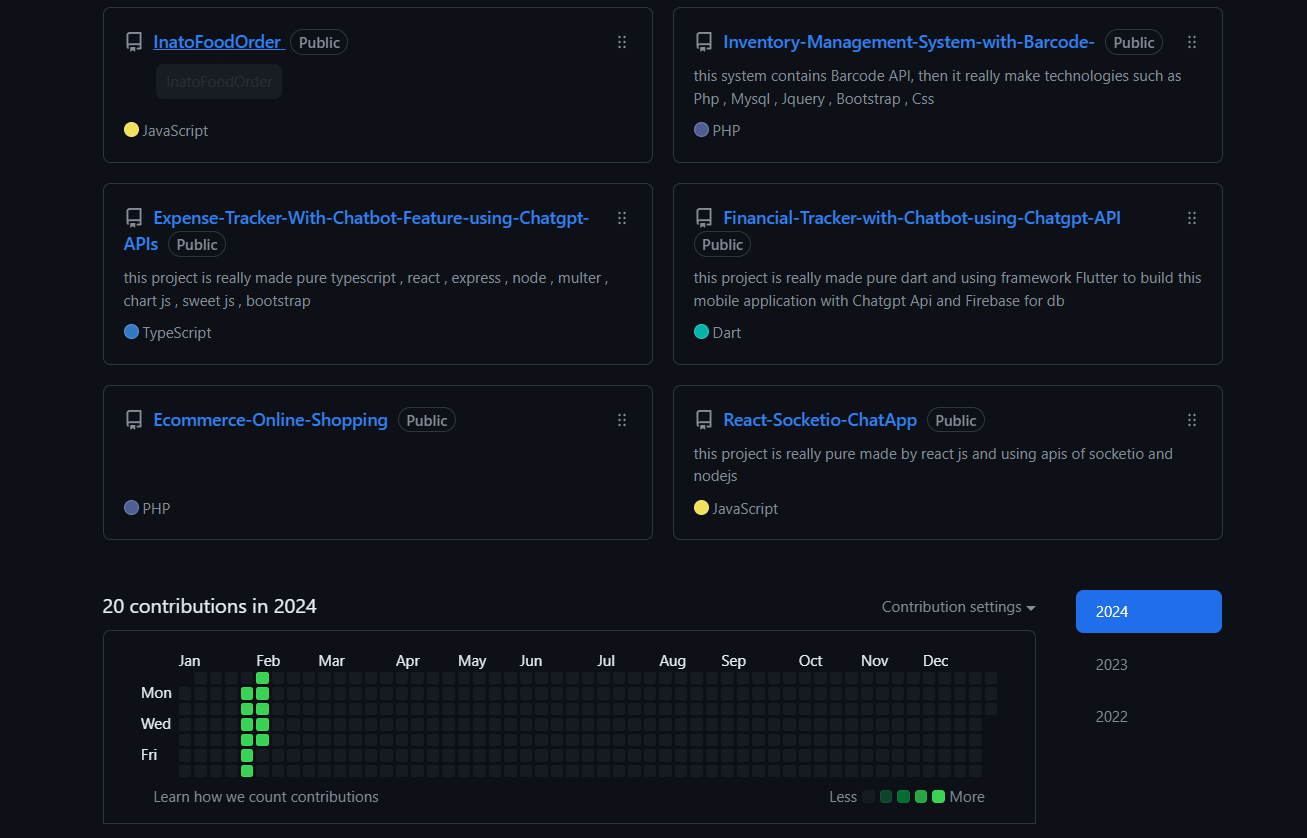 InatoFoodOrder Public
InatoFoodOrder
JavaScript
Inventory-Management-System-with-Barcode- Public
this system contains Barcode API, then it really make technologies such as
Php , Mysql , Jquery , Bootstrap , Css
PHP
Expense-Tracker-With-Chatbot-Feature-using-Chatgpt-
APIs Public
this project is really made pure typescript , react , express , node , multer ,
chart js , sweet js , bootstrap
TypeScript
Financial-Tracker-with-Chatbot-using-Chatgpt-API
Public
this project is really made pure dart and using framework Flutter to build this
mobile application with Chatgpt Api and Firebase for db
Dart
Ecommerce-Online-Shopping Public
PHP
React-Socketio-ChatApp Public
this project is really pure made by react js and using apis of socketio and
nodejs
JavaScript
20 contributions in 2024
Contribution settings
2024
2023
2022
Jan Feb Mar Apr May Jun Jul Aug Sep Oct Nov Dec
Mon
Wed
Fri
Learn how we count contributions
Less More